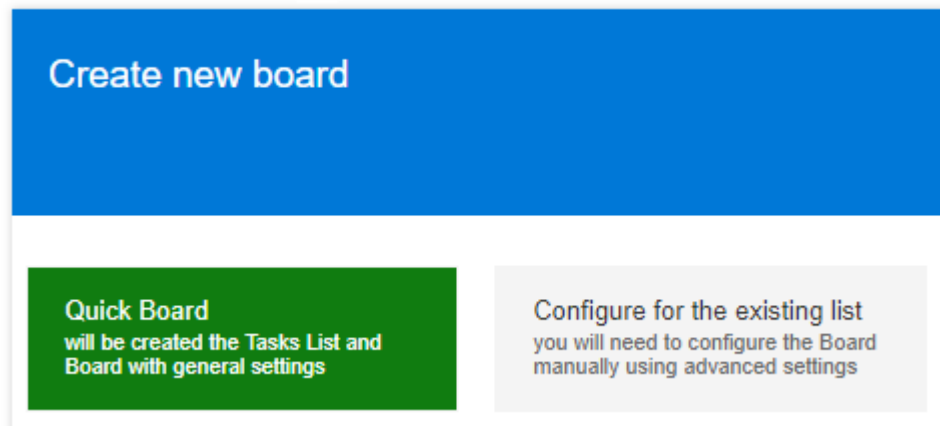 Create new board
Quick Board
will be created the Tasks List and
Board with general settings
Configure for the existing list
you will need to configure the Board
manually using advanced settings